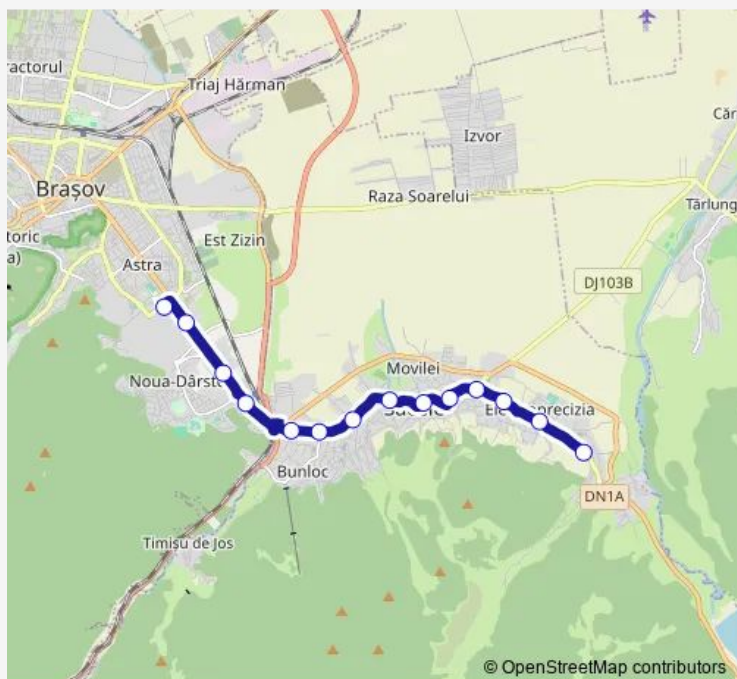 ractorul
Triaj Hărman
Izvor
Căr
Brașov
Raza Soarelui
Tărlung
toric
a)
Est Zizin
Astra
DJ103B
Movilei
Noua-Dârste
Bunloc
DN1A
Timișu de Jos
© OpenStreetMap contributors